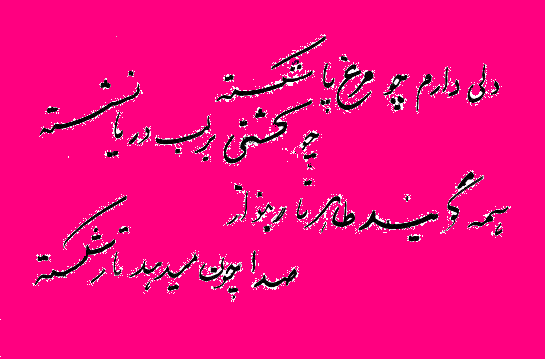 دلی دارم چو مرغ پا شکسته
چو کشتی بر لب دریا نشسته
همه گویند طاهر تار بنواز
صدا چون میدهد تار شکسته